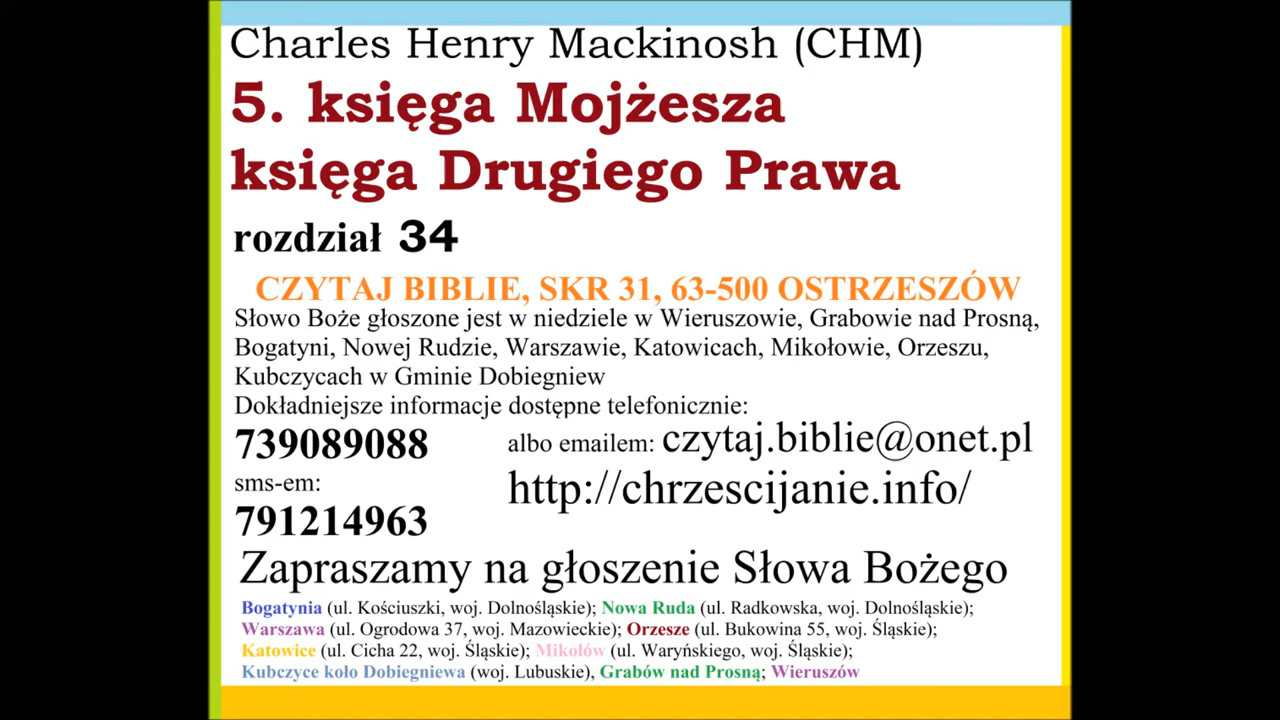 Charles Henry Mackinosh (CHM)
5. księga Mojżesza
księga Drugiego Prawa
rozdział 34
CZYTAJ BIBLIE, SKR 31, 63-500 OSTRZESZÓW
Słowo Boże głoszone jest w niedziele w Wieruszowie, Grabowie nad Prosną,
Bogatyni, Nowej Rudzie, Warszawie, Katowicach, Mikołowie, Orzeszu,
Kubczycach w Gminie Dobiegniew
Dokładniejsze informacje dostępne telefonicznie:
739089088
albo emailem: czytaj.biblie@onet.pl
sms-em:
http://chrzescijanie.info/
791214963
Zapraszamy na głoszenie Słowa Bożego
Bogatynia (ul. Kościuszki, woj. Dolnośląskie); Nowa Ruda (ul. Radkowska, woj. Dolnośląskie);
Warszawa (ul. Ogrodowa 37, woj. Mazowieckie); Orzesze (ul. Bukowina 55, woj. Śląskie);
Katowice (ul. Cicha 22, woj. Śląskie); Mikołów (ul. Waryńskiego, woj. Śląskie);
Kubczyce koło Dobiegniewa (woj. Lubuskie), Grabów nad Prosną; Wieruszów